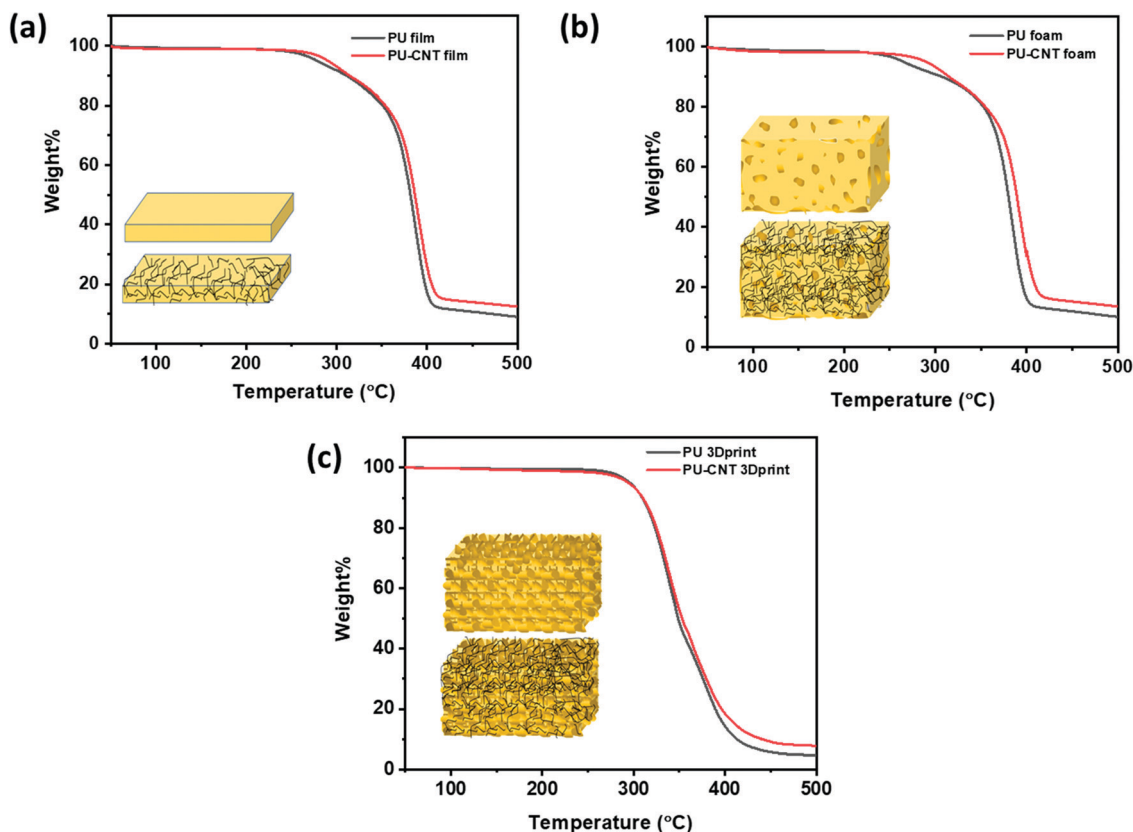 (a)
PU film
PU-CNT film
100
80
60
40
20
0
Weight%
100
200
300
400
500
Temperature (°C)
(b)
PU foam
PU-CNT foam
100
80
60
40
20
0
Weight%
100
200
300
400
500
Temperature (°C)
(c)
PU 3Dprint
PU-CNT 3Dprint
100
80
60
40
20
0
Weight%
100
200
300
400
500
Temperature (°C)